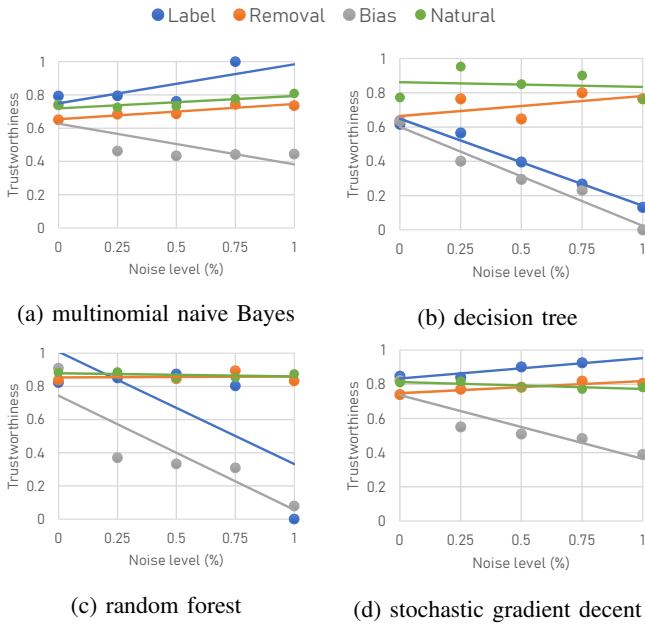 Label Removal Bias Natural
Trustworthiness
1
0.8
0.6
0.4
0.2
0
0 0.25 0.5 0.75 1
Noise level (%)
(a) multinomial naive Bayes
Trustworthiness
1
0.8
0.6
0.4
0.2
0
0 0.25 0.5 0.75 1
Noise level (%)
(b) decision tree
Trustworthiness
1
0.8
0.6
0.4
0.2
0
0 0.25 0.5 0.75 1
Noise level (%)
(c) random forest
Trustworthiness
1
0.8
0.6
0.4
0.2
0
0 0.25 0.5 0.75 1
Noise level (%)
(d) stochastic gradient decent